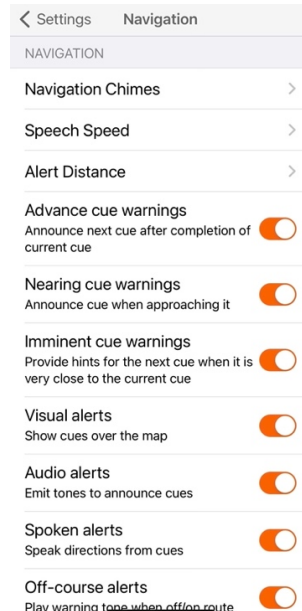 Settings Navigation
NAVIGATION
Navigation Chimes
Speech Speed
Alert Distance
Advance cue warnings
Announce next cue after completion of
current cue
Nearing cue warnings
Announce cue when approaching it
Imminent cue warnings
Provide hints for the next cue when it is
very close to the current cue
Visual alerts
Show cues over the map
Audio alerts
Emit tones to announce cues
Spoken alerts
Speak directions from cues
Off-course alerts
Play warning tone when off/on route